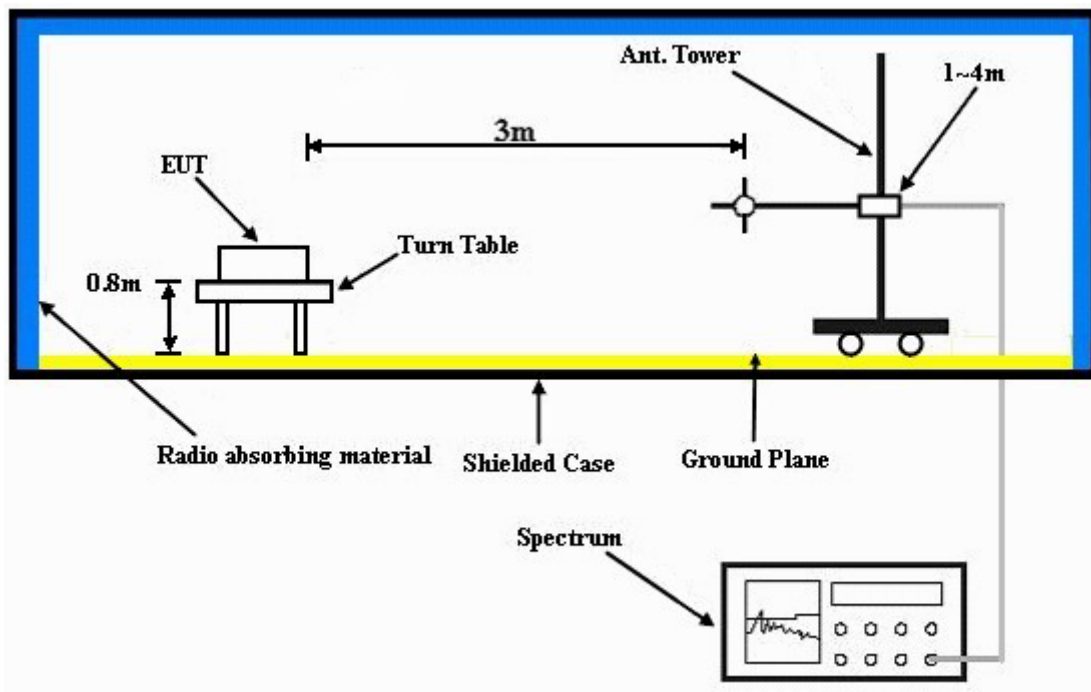 Ant. Tower
1~4m
3m
EUT
Turn Table
0.8m
Radio absorbing material
Shielded Case
Ground Plane
Spectrum